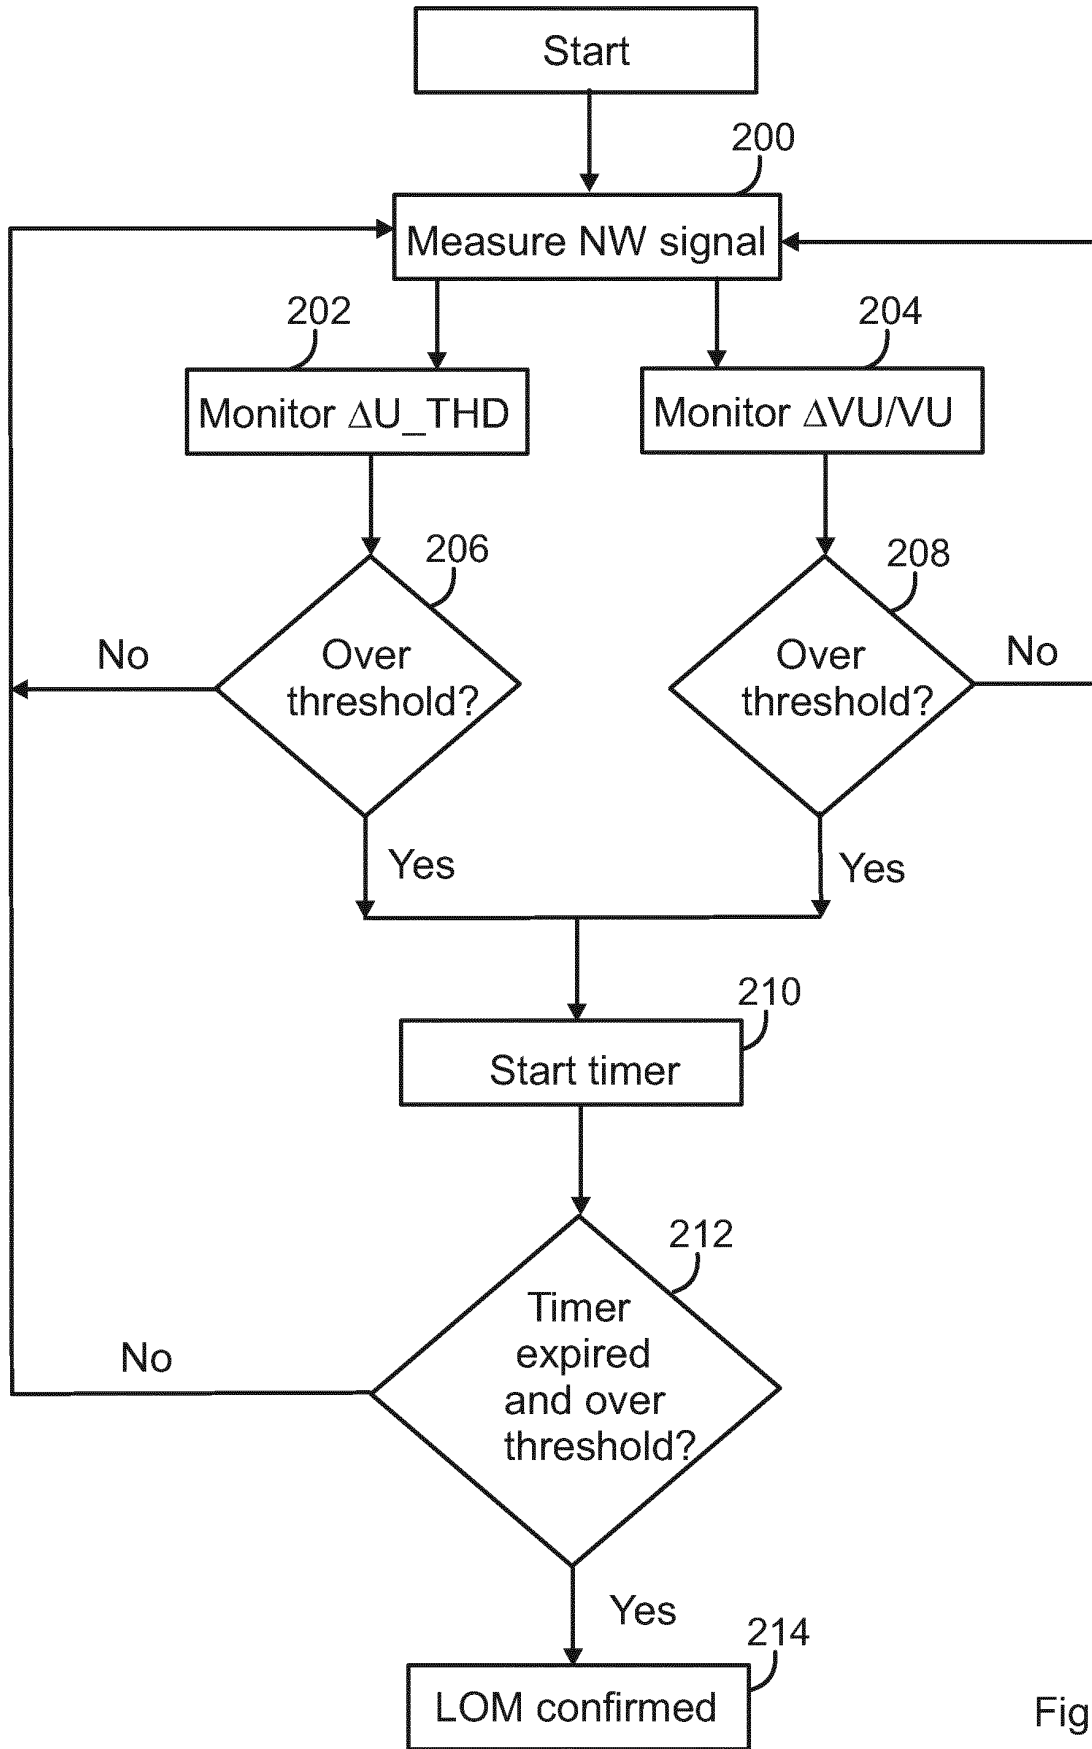 Start
200
Measure NW signal
202
204
Monitor ΔU_THD
Monitor ΔVU/VU
206
208
Over
threshold?
Over
threshold?
No
No
Yes
Yes
210
Start timer
212
Timer
expired
and over
threshold?
No
Yes
214
LOM confirmed
Fig